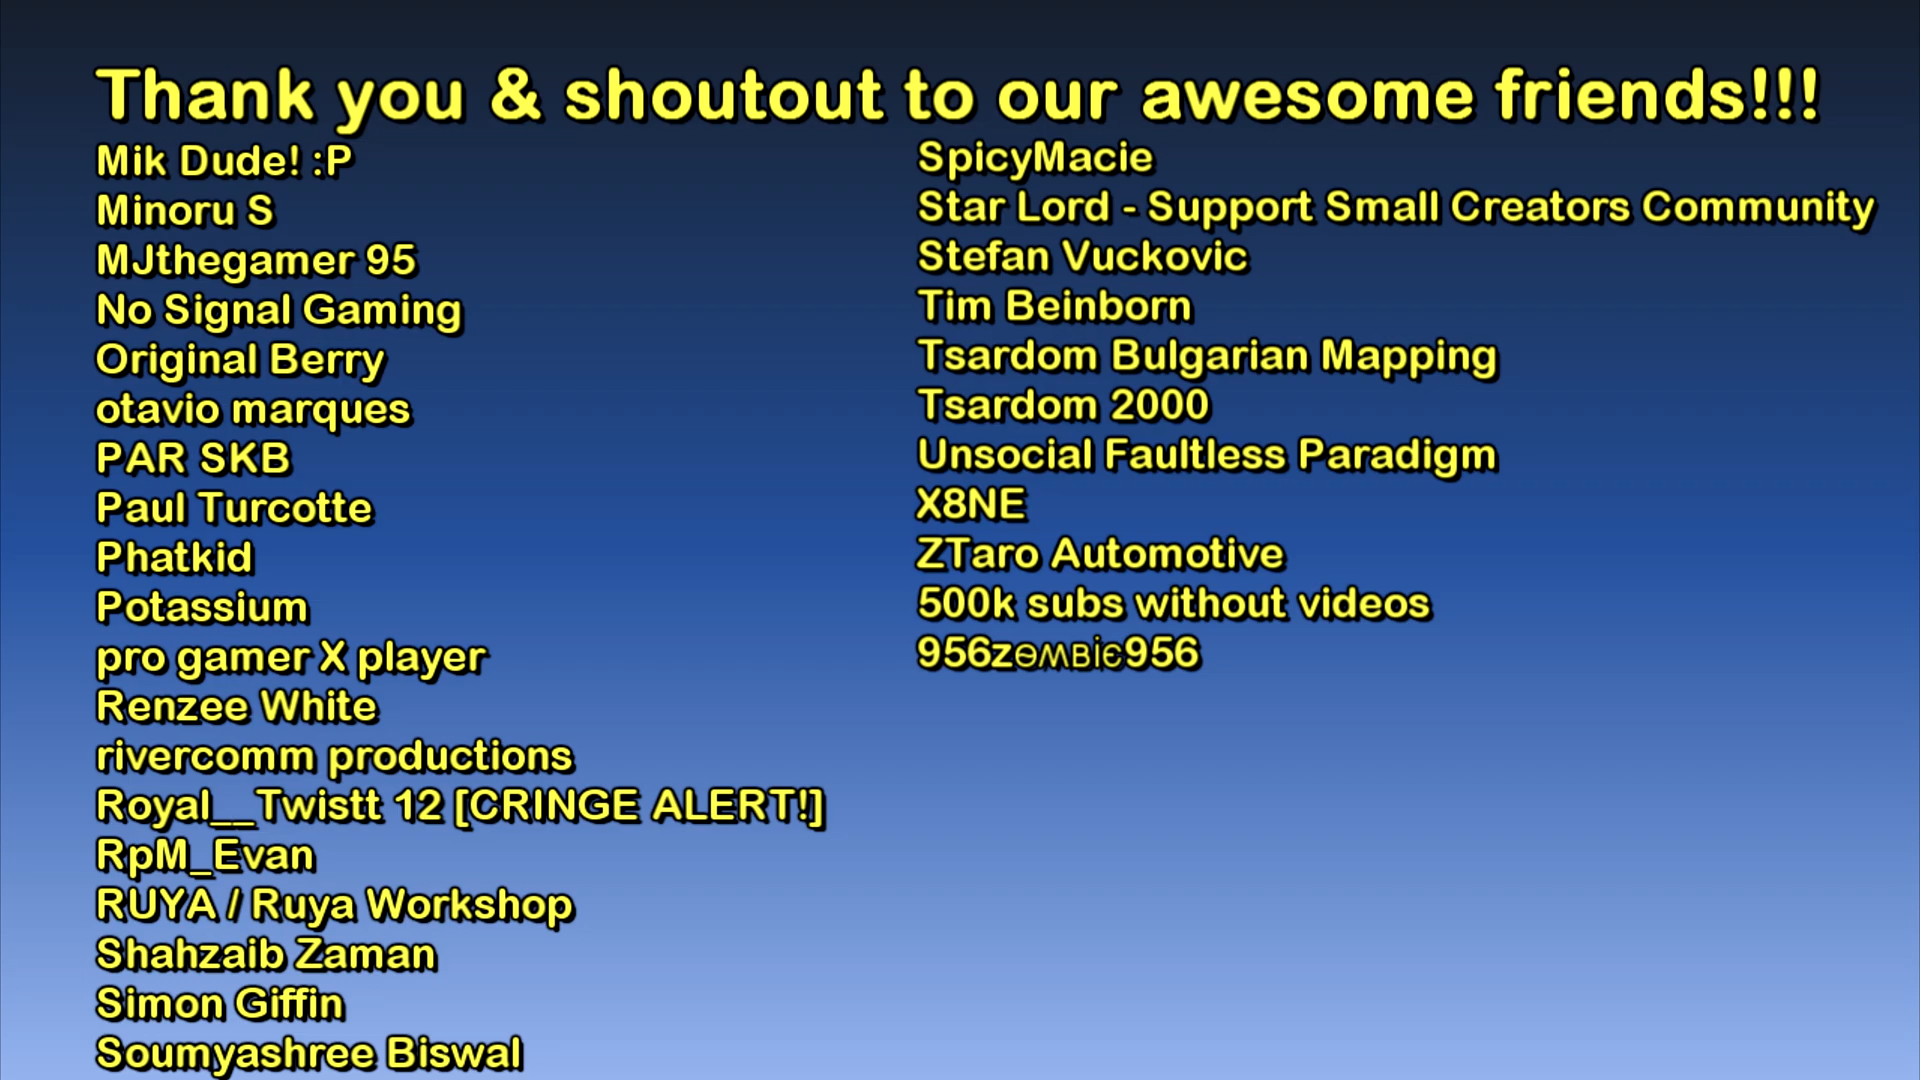 Thank you & shoutout to our awesome friends!!!
Mik Dude! :P
Minoru S
MJthegamer 95
No Signal Gaming
Original Berry
otavio marques
PAR SKB
Paul Turcotte
Phatkid
Potassium
pro gamer X player
Renzee White
rivercomm productions
Royal__Twistt 12 [CRINGE ALERT!]
RpM_Evan
RUYA / Ruya Workshop
Shahzaib Zaman
Simon Giffin
Soumyashree Biswal
SpicyMacie
Star Lord - Support Small Creators Community
Stefan Vuckovic
Tim Beinborn
Tsardom Bulgarian Mapping
Tsardom 2000
Unsocial Faultless Paradigm
X8NE
ZTaro Automotive
500k subs without videos
956zѳмвіє956